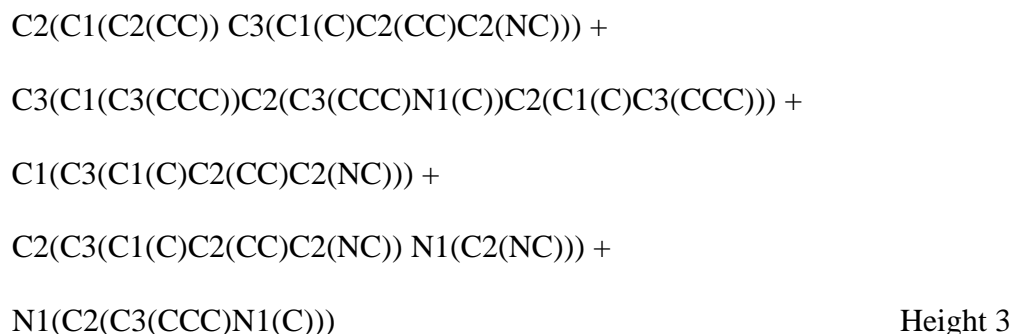 C2(C1(C2(CC)) C3(C1(C)C2(CC)C2(NC))) +
C3(C1(C3(CCC))C2(C3(CCC)N1(C))C2(C1(C)C3(CCC))) +
C1(C3(C1(C)C2(CC)C2(NC))) +
C2(C3(C1(C)C2(CC)C2(NC)) N1(C2(NC))) +
N1(C2(C3(CCC)N1(C))) Height 3